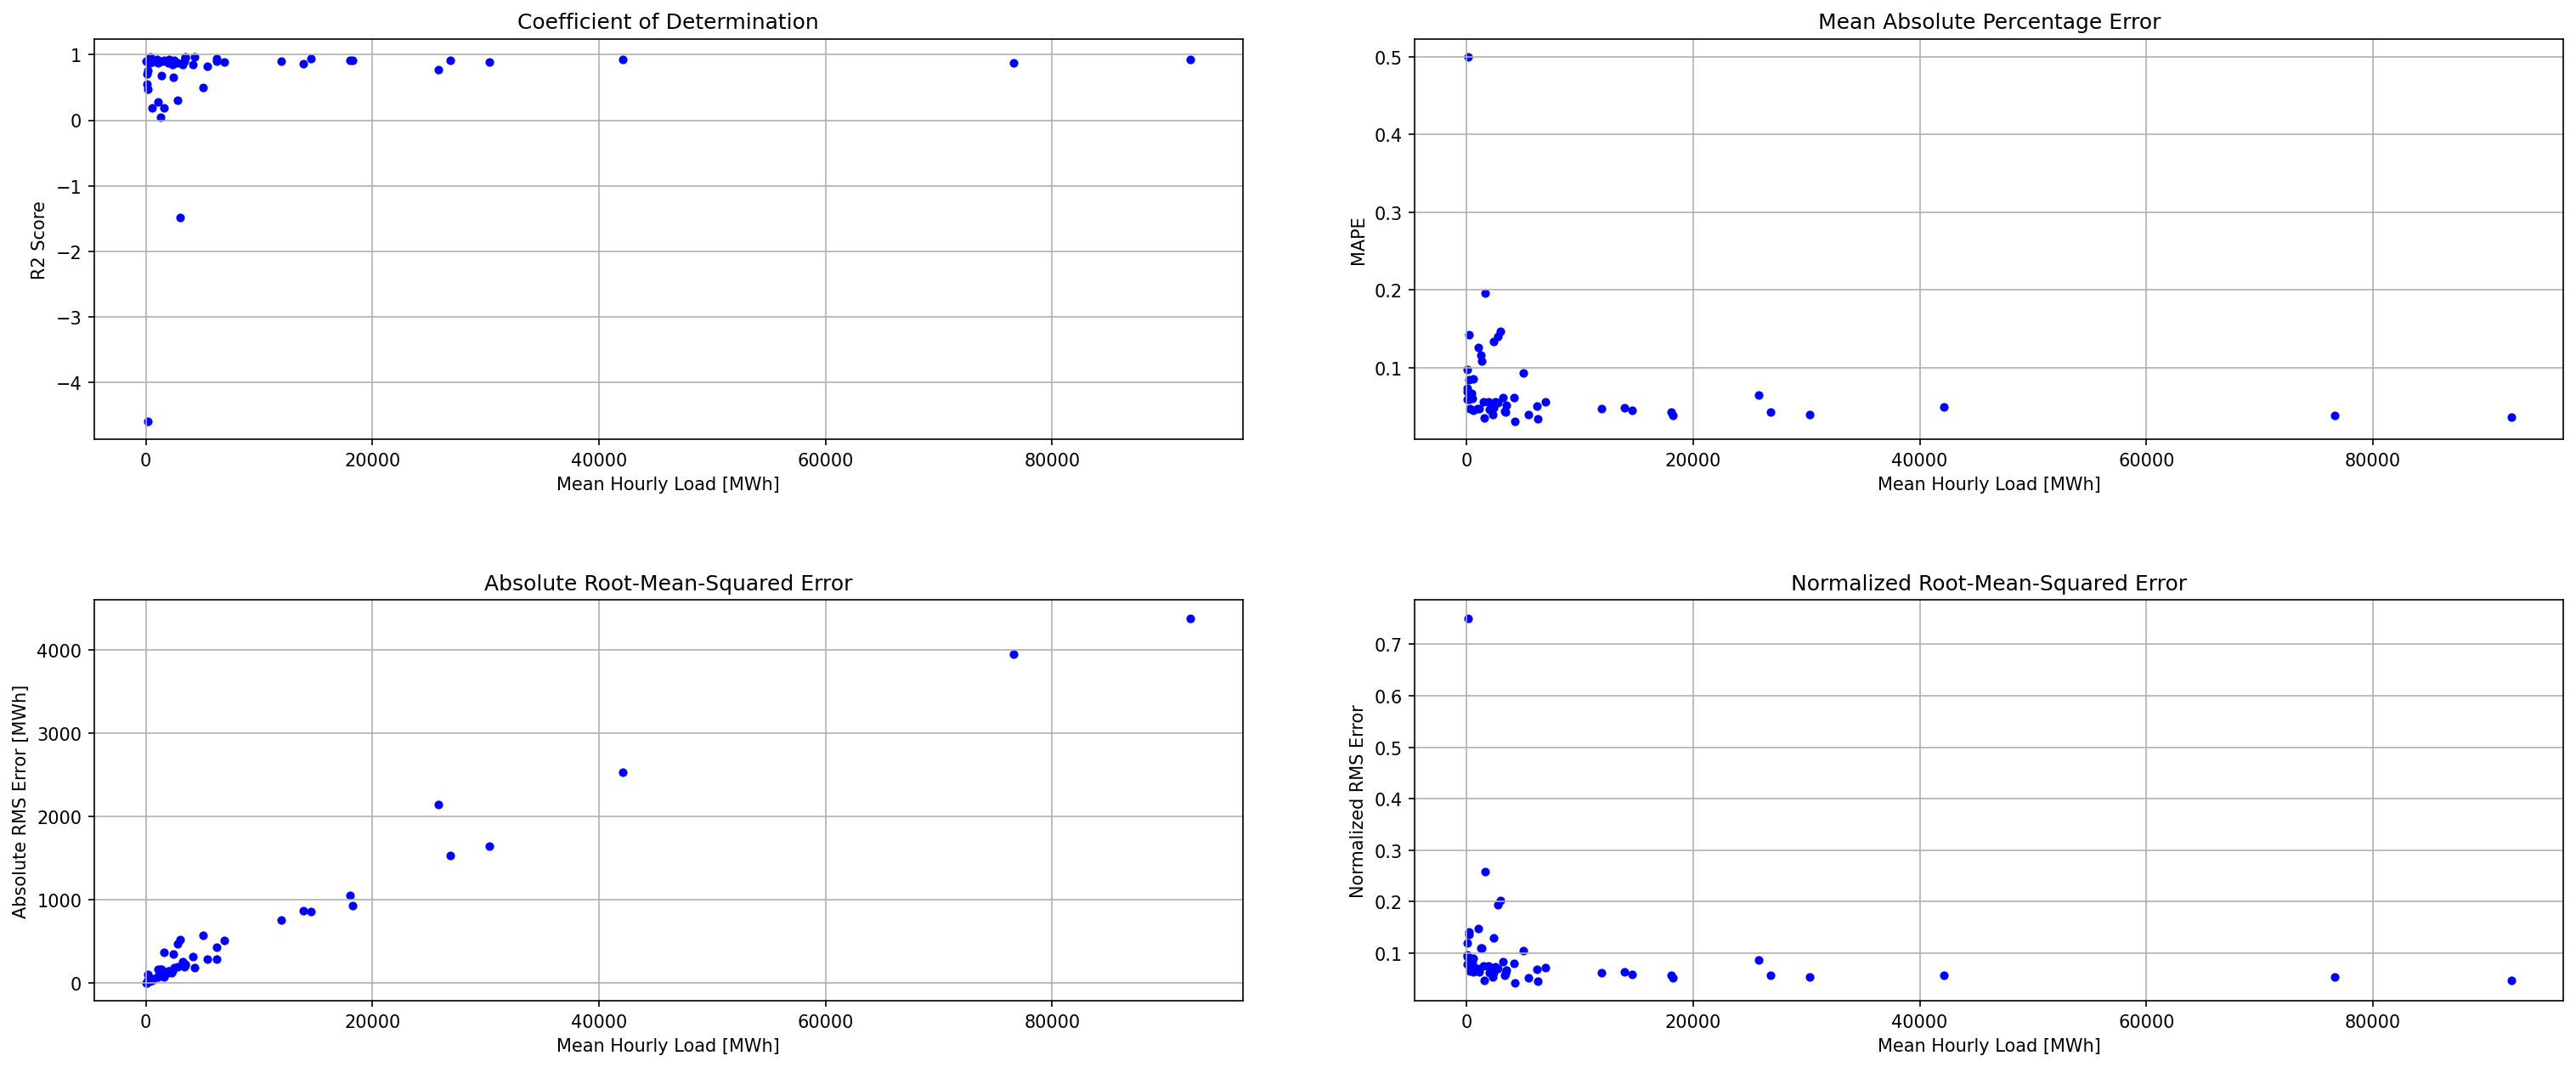 Coefficient of Determination
R2 Score
1
0
−1
−2
−3
−4
0 20000 40000 60000 80000
Mean Hourly Load [MWh]
Mean Absolute Percentage Error
MAPE
0.5
0.4
0.3
0.2
0.1
0 20000 40000 60000 80000
Mean Hourly Load [MWh]
Absolute Root-Mean-Squared Error
Absolute RMS Error [MWh]
4000
3000
2000
1000
0
0 20000 40000 60000 80000
Mean Hourly Load [MWh]
Normalized Root-Mean-Squared Error
Normalized RMS Error
0.7
0.6
0.5
0.4
0.3
0.2
0.1
0 20000 40000 60000 80000
Mean Hourly Load [MWh]